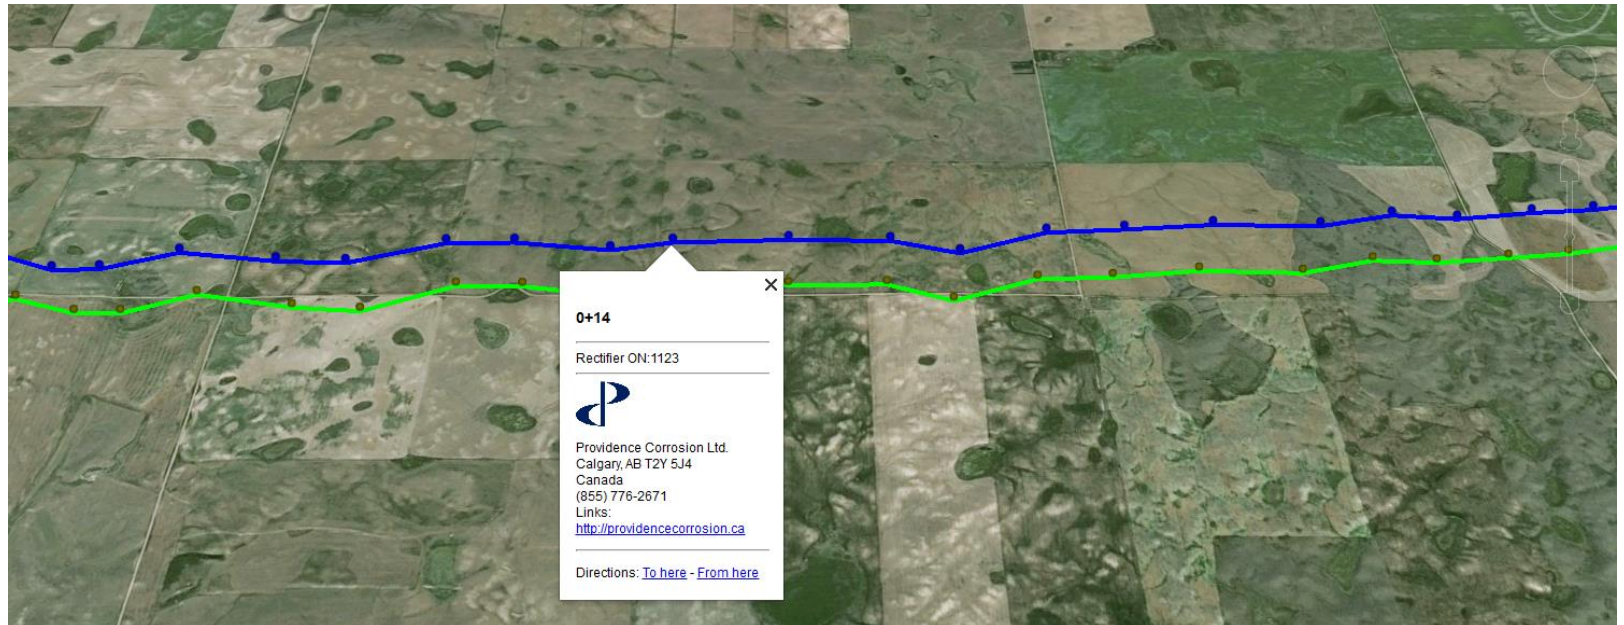 0+14
Rectifier ON:1123
Providence Corrosion Ltd.
Calgary, AB T2Y 5J4
Canada
(855) 776-2671
Links:
http://providencecorrosion.ca
Directions: To here - From here